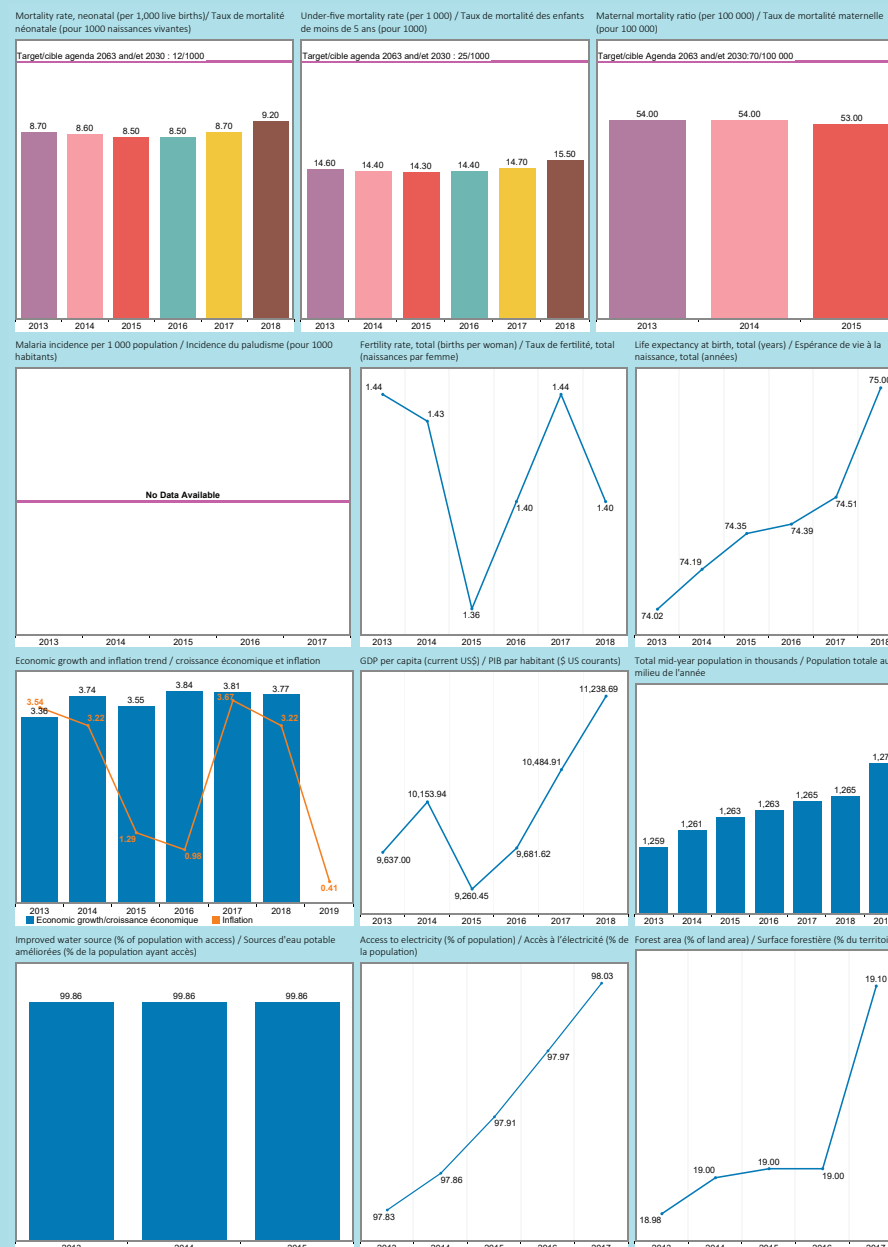 Mortality rate, neonatal (per 1,000 live births)/ Taux de mortalité
néonatale (pour 1000 naissances vivantes)
Target/cible agenda 2063 and/et 2030 : 12/1000
8.70 8.60 8.50 8.50 8.70 9.20
2013 2014 2015 2016 2017 2018
Under-five mortality rate (per 1 000) / Taux de mortalité des enfants
de moins de 5 ans (pour 1000)
Target/cible agenda 2063 and/et 2030 : 25/1000
14.60 14.40 14.30 14.40 14.70 15.50
2013 2014 2015 2016 2017 2018
Maternal mortality ratio (per 100 000) / Taux de mortalité maternelle
(pour 100 000)
Target/cible Agenda 2063 and/et 2030:70/100 000
54.00 54.00 53.00
2013 2014 2015
Malaria incidence per 1 000 population / Incidence du paludisme (pour 1000
habitants)
No Data Available
2013 2014 2015 2016 2017
Fertility rate, total (births per woman) / Taux de fertilité, total
(naissances par femme)
1.44 1.43 1.36 1.40 1.44 1.40
2013 2014 2015 2016 2017 2018
Life expectancy at birth, total (years) / Espérance de vie à la
naissance, total (années)
74.02 74.19 74.35 74.39 74.51 75.00
2013 2014 2015 2016 2017 2018
Economic growth and inflation trend / croissance économique et inflation
3.36 3.74 3.55 3.84 3.81 3.77
3.54 3.22 1.29 0.98 3.67 3.22 0.41
2013 2014 2015 2016 2017 2018 2019
Economic growth/croissance économique Inflation
GDP per capita (current US$) / PIB par habitant ($ US courants)
9,637.00 10,153.94 9,260.45 9,681.62 10,484.91 11,238.69
2013 2014 2015 2016 2017 2018
Total mid-year population in thousands / Population totale au
milieu de l'année
1,259 1,261 1,263 1,263 1,265 1,265
2013 2014 2015 2016 2017 2018
Improved water source (% of population with access) / Sources d'eau potable
améliorées (% de la population ayant accès)
99.86 99.86 99.86
2013 2014 2015
Access to electricity (% of population) / Accès à l'électricité (% de
la population)
97.83 97.86 97.91 97.97 98.03
2013 2014 2015 2016 2017
Forest area (% of land area) / Surface forestière (% du
18.98 19.00 19.00 19.00 19.10
2013 2014 2015 2016 2017